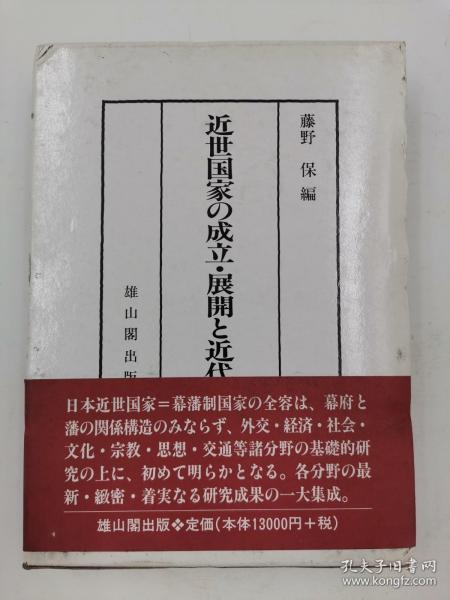 藤野 保 編
近世国家の成立・展開と近代
雄山閣出版
日本近世国家＝幕藩制国家の全容は、幕府と
藩の関係構造のみならず、外交・経済・社会・
文化・宗教・思想・交通等諸分野の基礎的研
究の上に、初めて明らかとなる。各分野の最
新・緻密・着実なる研究成果の一大集成。
雄山閣出版❖定価(本体13000円＋税)
孔夫子旧书网
www.kongfz.com